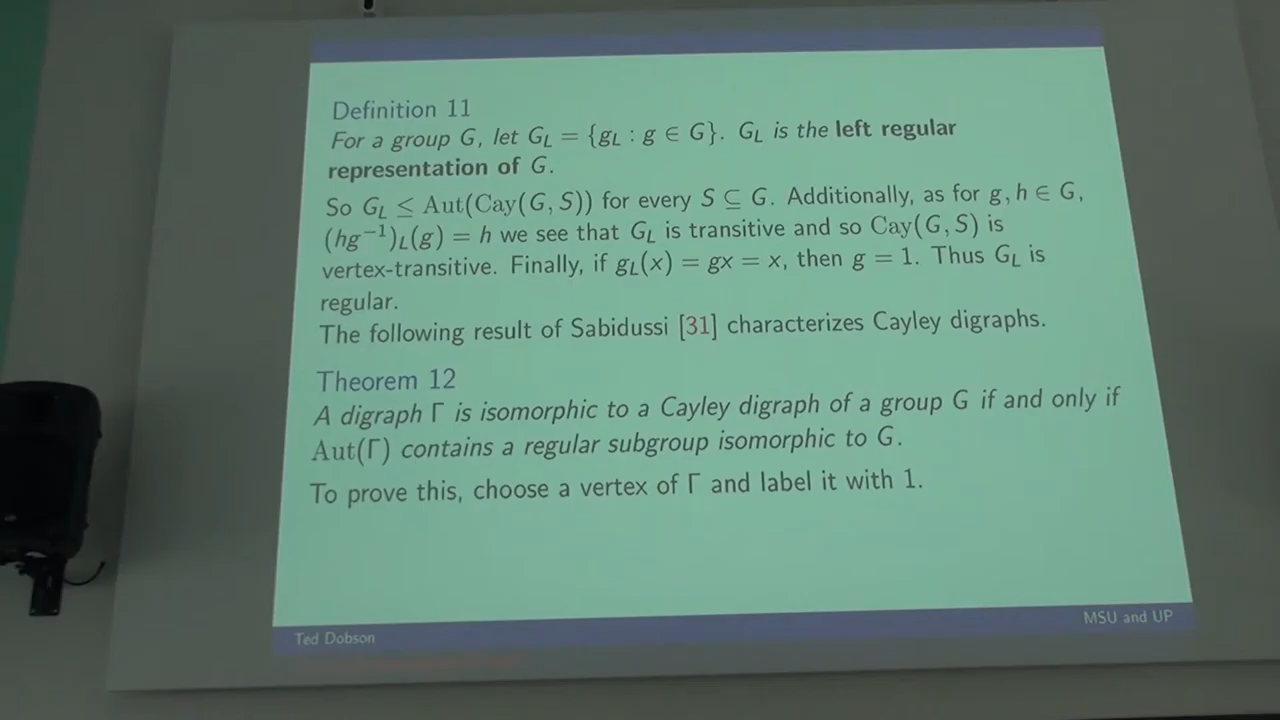 Definition 11
For a group G, let G_L = {g_L : g ∈ G}. G_L is the left regular
representation of G.
So G_L ≤ Aut(Cay(G, S)) for every S ⊆ G. Additionally, as for g, h ∈ G,
(hg⁻¹)_L(g) = h we see that G_L is transitive and so Cay(G, S) is
vertex-transitive. Finally, if g_L(x) = gx = x, then g = 1. Thus G_L is
regular.
The following result of Sabidussi [31] characterizes Cayley digraphs.
Theorem 12
A digraph Γ is isomorphic to a Cayley digraph of a group G if and only if
Aut(Γ) contains a regular subgroup isomorphic to G.
To prove this, choose a vertex of Γ and label it with 1.
Ted Dobson
MSU and UP